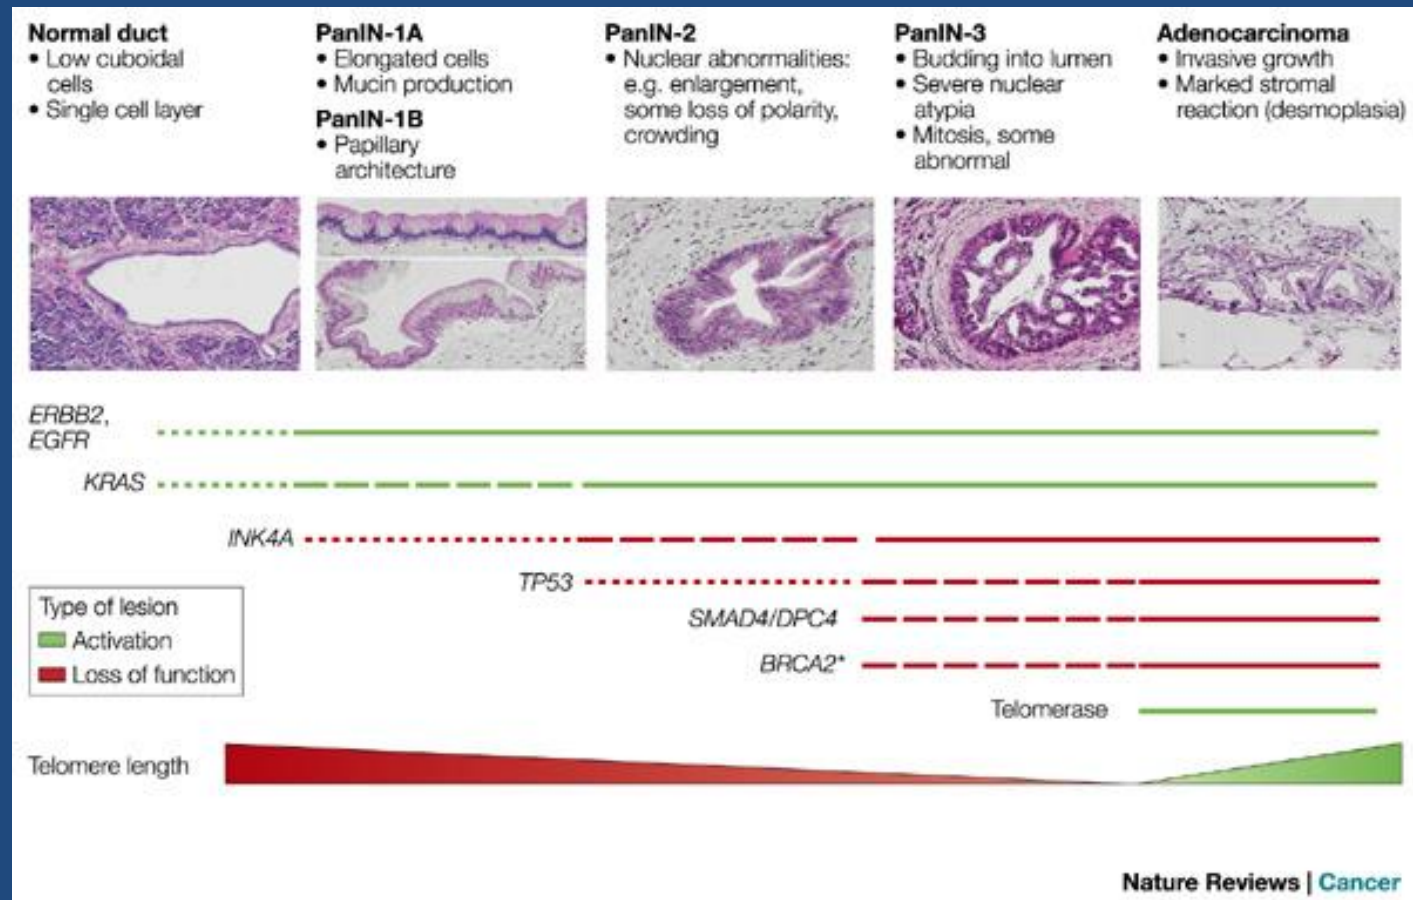 Normal duct
• Low cuboidal
cells
• Single cell layer
PanIN-1A
• Elongated cells
• Mucin production
PanIN-1B
• Papillary
architecture
PanIN-2
• Nuclear abnormalities:
e.g. enlargement,
some loss of polarity,
crowding
PanIN-3
• Budding into lumen
• Severe nuclear
atypia
• Mitosis, some
abnormal
Adenocarcinoma
• Invasive growth
• Marked stromal
reaction (desmoplasia)
ERBB2,
EGFR
KRAS
INK4A
TP53
SMAD4/DPC4
BRCA2*
Telomerase
Type of lesion
Activation
Loss of function
Telomere length
Nature Reviews | Cancer